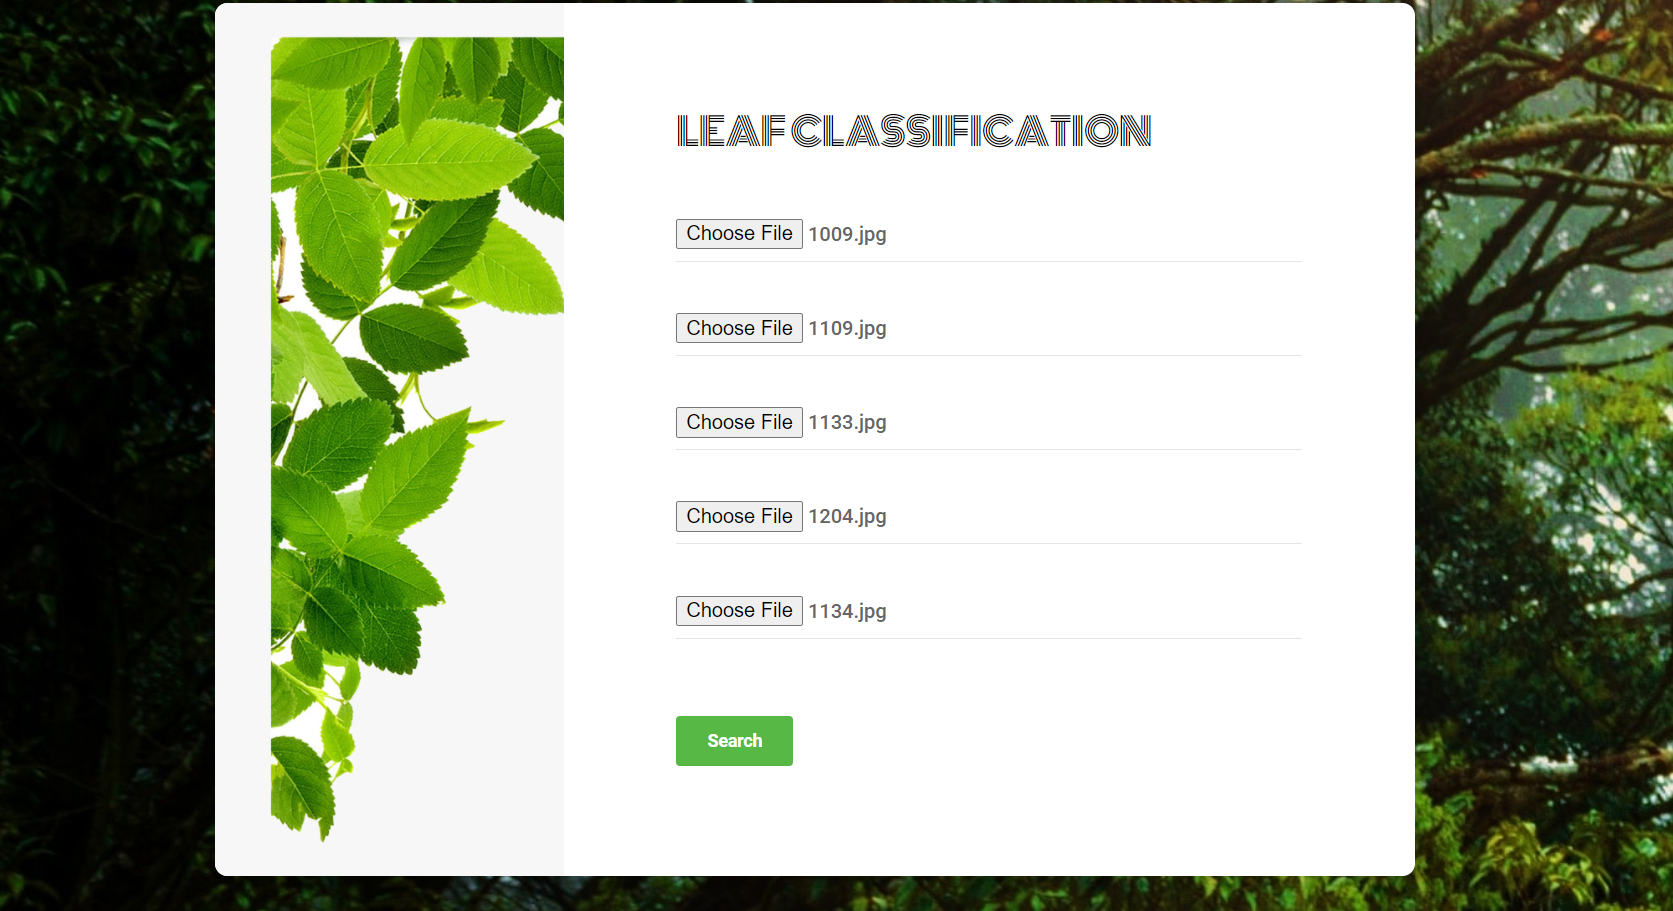 LEAF CLASSIFICATION
Choose File 1009.jpg
Choose File 1109.jpg
Choose File 1133.jpg
Choose File 1204.jpg
Choose File 1134.jpg
Search